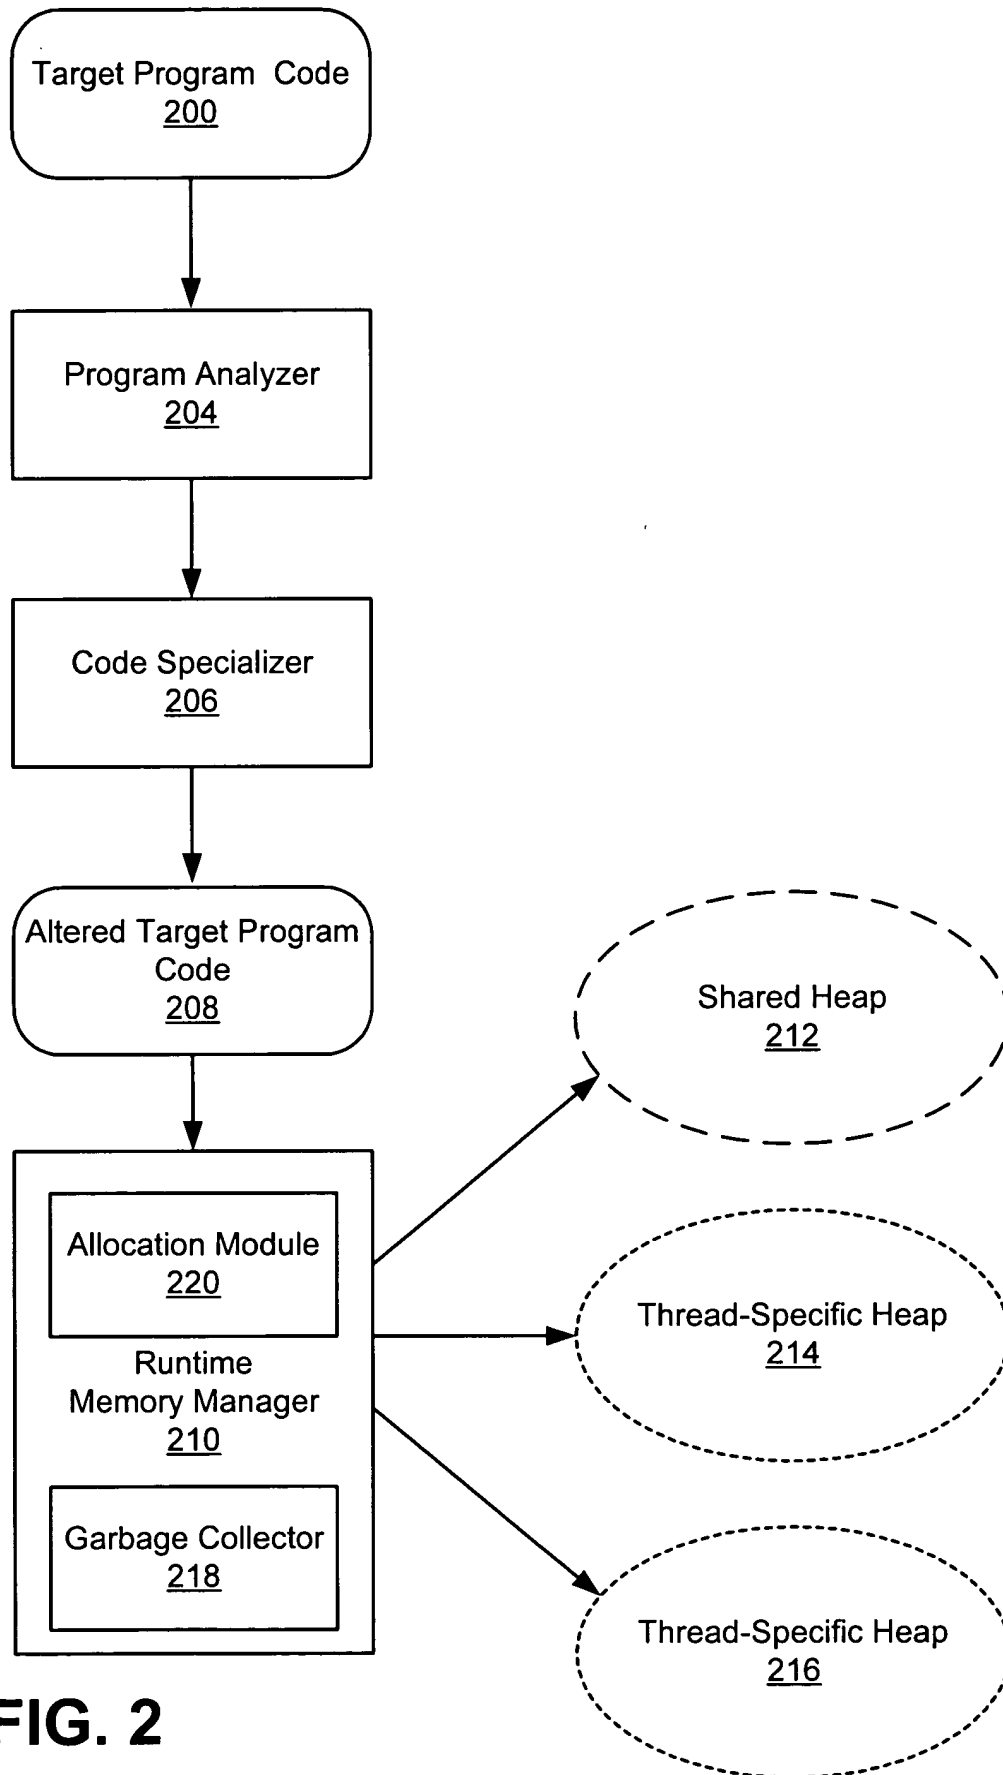 Target Program Code
200
Program Analyzer
204
Code Specializer
206
Altered Target Program
Code
208
Shared Heap
212
Allocation Module
220
Thread-Specific Heap
214
Runtime
Memory Manager
210
Garbage Collector
218
Thread-Specific Heap
216
FIG. 2